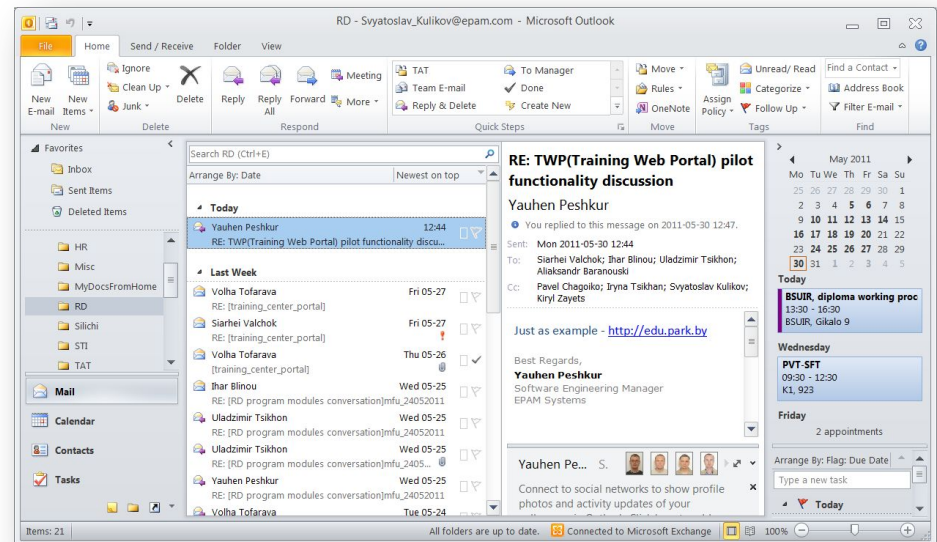 RD - Svyatoslav_Kulikov@epam.com - Microsoft Outlook
File Home Send / Receive Folder View
New E-mail
New Items
New
Ignore
Clean Up
Junk
Delete
Delete
Reply
Reply All
Forward
Meeting
More
Respond
TAT
Team E-mail
Reply & Delete
To Manager
Done
Create New
Quick Steps
Move
Rules
OneNote
Move
Assign Policy
Unread/ Read
Categorize
Follow Up
Tags
Find a Contact
Address Book
Filter E-mail
Find
Favorites
Inbox
Sent Items
Deleted Items
HR
Misc
MyDocsFromHome
RD
Silichi
STI
TAT
Mail
Calendar
Contacts
Tasks
Search RD (Ctrl+E)
Arrange By: Date Newest on top
Today
Yauhen Peshkur 12:44
RE: TWP(Training Web Portal) pilot functionality discu...
Last Week
Volha Tofarava Fri 05-27
RE: [training_center_portal]
Siarhei Valchok Fri 05-27
RE: [training_center_portal]
Volha Tofarava Thu 05-26
[training_center_portal]
Ihar Blinou Wed 05-25
RE: [RD program modules conversation]mfu_24052011
Uladzimir Tsikhon Wed 05-25
RE: [RD program modules conversation]mfu_24052011
Uladzimir Tsikhon Wed 05-25
RE: [RD program modules conversation]mfu_2405...
Yauhen Peshkur Wed 05-25
RE: [RD program modules conversation]mfu_24052011
Volha Tofarava Tue 05-24
RE: TWP(Training Web Portal) pilot
functionality discussion
Yauhen Peshkur
You replied to this message on 2011-05-30 12:47.
Sent: Mon 2011-05-30 12:44
To: Siarhei Valchok; Ihar Blinou; Uladzimir Tsikhon;
Aliaksandr Baranouski
Cc: Pavel Chagoiko; Iryna Tsikhan; Svyatoslav Kulikov;
Kiryl Zayets
Just as example - http://edu.park.by
Best Regards,
Yauhen Peshkur
Software Engineering Manager
EPAM Systems
Yauhen Pe... S.
Connect to social networks to show profile
photos and activity updates of your
May 2011
Mo Tu We Th Fr Sa Su
25 26 27 28 29 30 1
2 3 4 5 6 7 8
9 10 11 12 13 14 15
16 17 18 19 20 21 22
23 24 25 26 27 28 29
30 31 1 2 3 4 5
Today
BSUIR, diploma working proc
13:30 - 16:30
BSUIR, Gikalo 9
Wednesday
PVT-SFT
09:30 - 12:30
K1, 923
Friday
2 appointments
Arrange By: Flag: Due Date
Type a new task
Today
Items: 21 All folders are up to date. Connected to Microsoft Exchange 100%